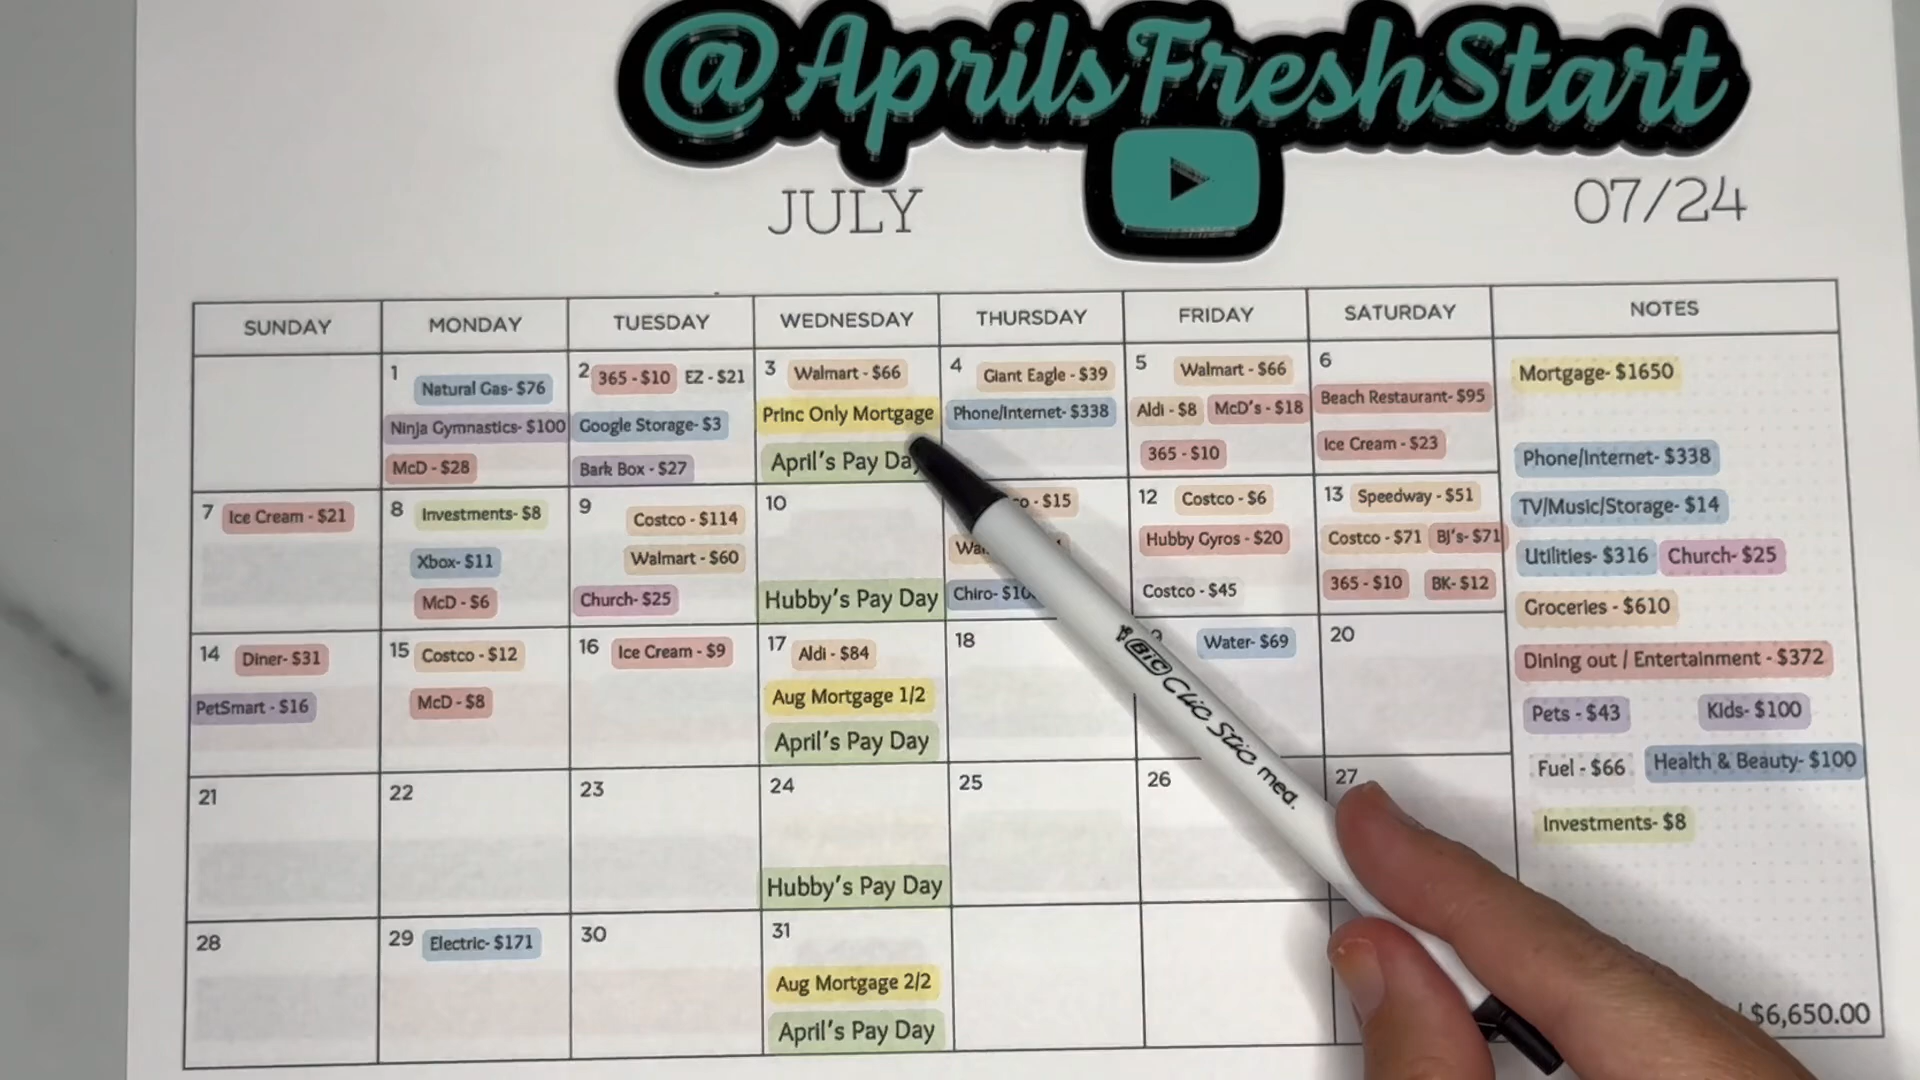 @AprilsFreshStart
JULY
07/24
SUNDAY MONDAY TUESDAY WEDNESDAY THURSDAY FRIDAY SATURDAY NOTES
1
Natural Gas- $76
Ninja Gymnastics- $100
McD - $28
2 365 - $10 EZ - $21
Google Storage- $3
Bark Box - $27
3 Walmart - $66
Princ Only Mortgage
April's Pay Day
4 Giant Eagle - $39
Phone/Internet- $338
5 Walmart - $66
Aldi - $8 McD's - $18
365 - $10
6
Beach Restaurant- $95
Ice Cream - $23
7 Ice Cream - $21
8 Investments- $8
Xbox- $11
McD - $6
9 Costco - $114
Walmart - $60
Church- $25
10
Hubby's Pay Day
- $15
Chiro-
12 Costco - $6
Hubby Gyros - $20
Costco - $45
13 Speedway - $51
Costco - $71 BJ's- $71
365 - $10 BK- $12
14 Diner- $31
PetSmart - $16
15 Costco - $12
McD - $8
16 Ice Cream - $9
17 Aldi - $84
Aug Mortgage 1/2
April's Pay Day
18
Water- $69
20
21
22
23
24
Hubby's Pay Day
25
26
27
28
29 Electric- $171
30
31
Aug Mortgage 2/2
April's Pay Day
Mortgage- $1650
Phone/Internet- $338
TV/Music/Storage- $14
Utilities- $316 Church- $25
Groceries - $610
Dining out / Entertainment - $372
Pets - $43 Kids- $100
Fuel - $66 Health & Beauty- $100
Investments- $8
$6,650.00
BIC CLIC STIC med.